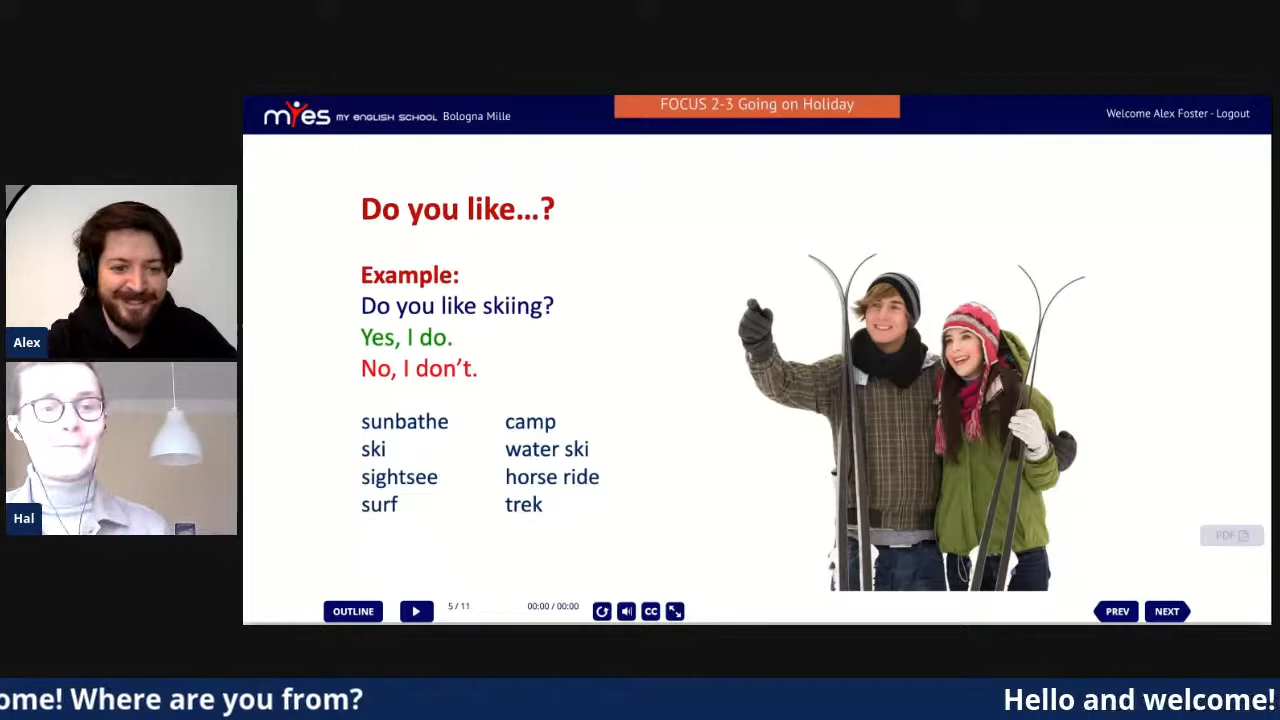 FOCUS 2-3 Going on Holiday
myes MY ENGLISH SCHOOL Bologna Mille
Welcome Alex Foster - Logout
Do you like...?
Example:
Do you like skiing?
Yes, I do.
No, I don't.
sunbathe camp
ski water ski
sightsee horse ride
surf trek
Alex
Hal
PDF
OUTLINE 5 / 11 00:00 / 00:00 CC PREV NEXT
ome! Where are you from? Hello and welcome!